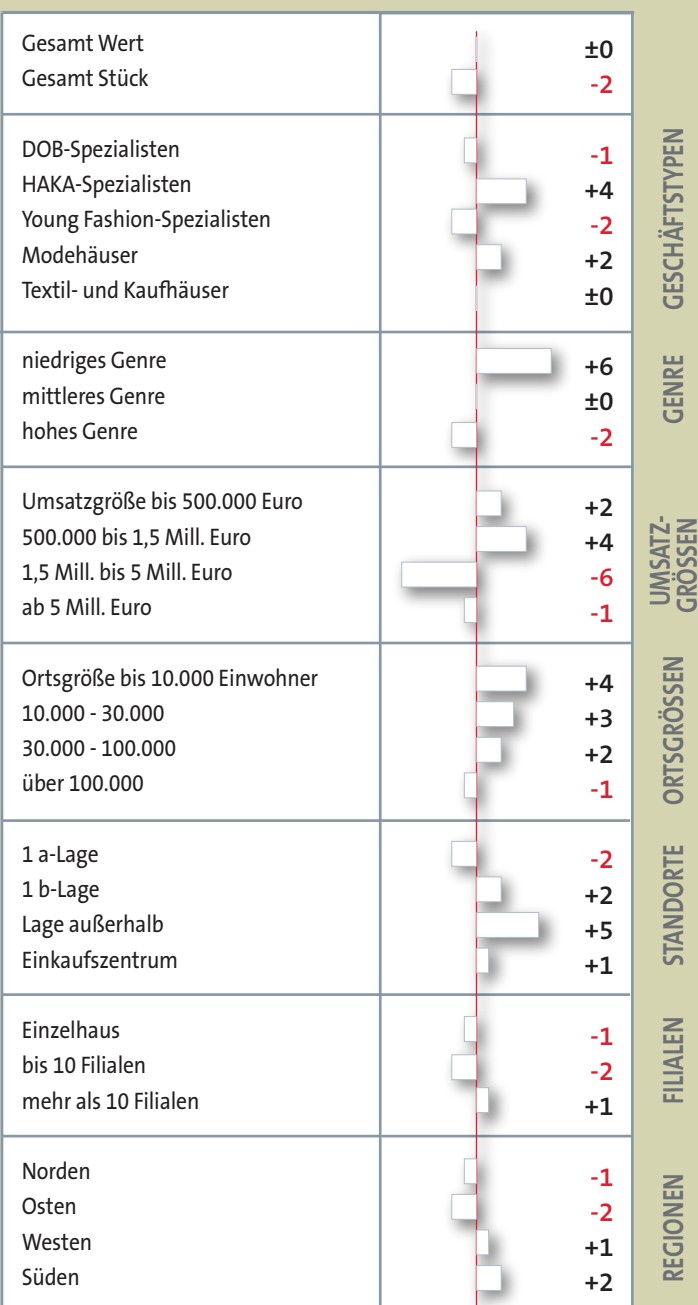 Gesamt Wert ±0
Gesamt Stück -2
GESCHÄFTSTYPEN
DOB-Spezialisten -1
HAKA-Spezialisten +4
Young Fashion-Spezialisten -2
Modehäuser +2
Textil- und Kaufhäuser ±0
GENRE
niedriges Genre +6
mittleres Genre ±0
hohes Genre -2
UMSATZ-
GRÖSSEN
Umsatzgröße bis 500.000 Euro +2
500.000 bis 1,5 Mill. Euro +4
1,5 Mill. bis 5 Mill. Euro -6
ab 5 Mill. Euro -1
ORTSGRÖSSEN
Ortsgröße bis 10.000 Einwohner +4
10.000 - 30.000 +3
30.000 - 100.000 +2
über 100.000 -1
STANDORTE
1 a-Lage -2
1 b-Lage +2
Lage außerhalb +5
Einkaufszentrum +1
FILIALEN
Einzelhaus -1
bis 10 Filialen -2
mehr als 10 Filialen +1
REGIONEN
Norden -1
Osten -2
Westen +1
Süden +2